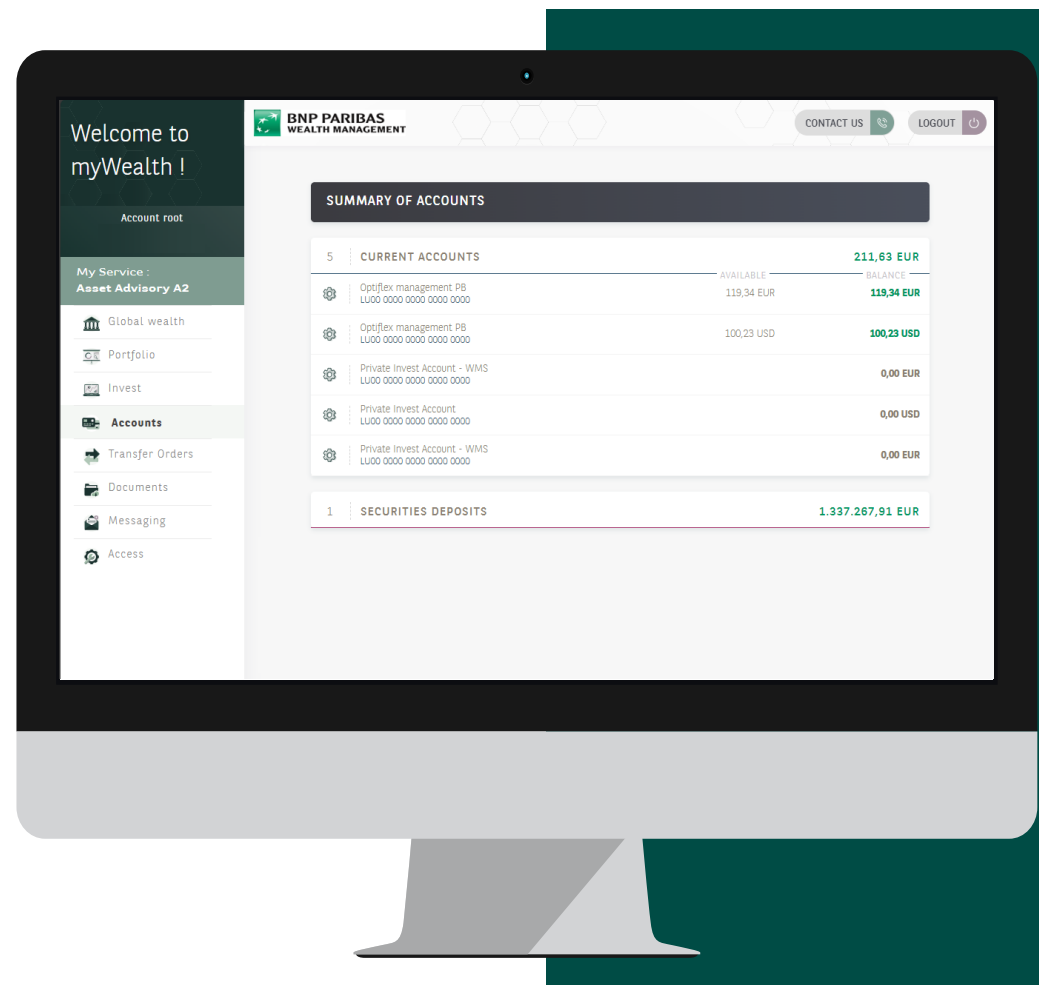 Welcome to
myWealth !
Account root
My Service :
Asset Advisory A2
Global wealth
Portfolio
Invest
Accounts
Transfer Orders
Documents
Messaging
Access
BNP PARIBAS
WEALTH MANAGEMENT
CONTACT US
LOGOUT
SUMMARY OF ACCOUNTS
5 CURRENT ACCOUNTS 211,63 EUR
AVAILABLE BALANCE
Optiflex management PB
LU00 0000 0000 0000 0000
119,34 EUR 119,34 EUR
Optiflex management PB
LU00 0000 0000 0000 0000
100,23 USD 100,23 USD
Private Invest Account - WMS
LU00 0000 0000 0000 0000
0,00 EUR
Private Invest Account
LU00 0000 0000 0000 0000
0,00 USD
Private Invest Account - WMS
LU00 0000 0000 0000 0000
0,00 EUR
1 SECURITIES DEPOSITS 1.337.267,91 EUR